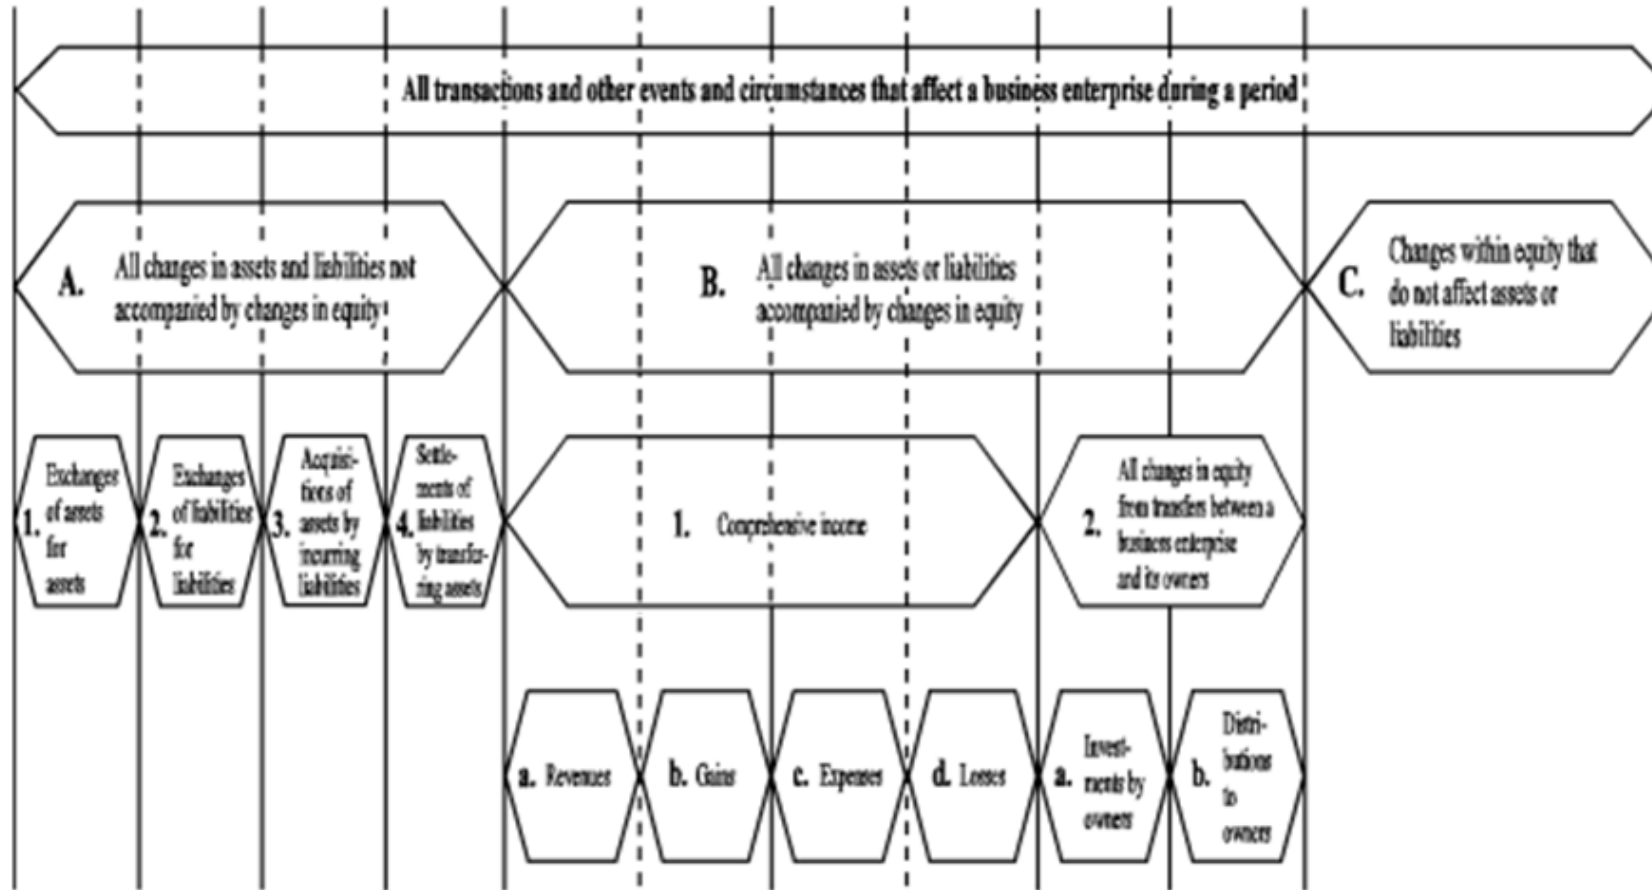 All transactions and other events and circumstances that affect a business enterprise during a period
A. All changes in assets and liabilities not
accompanied by changes in equity
B. All changes in assets or liabilities
accompanied by changes in equity
C. Changes within equity that
do not affect assets or
liabilities
1. Exchanges
of assets
for
assets
2. Exchanges
of liabilities
for
liabilities
3. Acquisi-
tions of
assets by
incurring
liabilities
4. Settle-
ments of
liabilities
by transfer-
ring assets
1. Comprehensive income
2. All changes in equity
from transfers between a
business enterprise
and its owners
a. Revenues
b. Gains
c. Expenses
d. Losses
a. Invest-
ments by
owners
b. Distri-
butions
to
owners